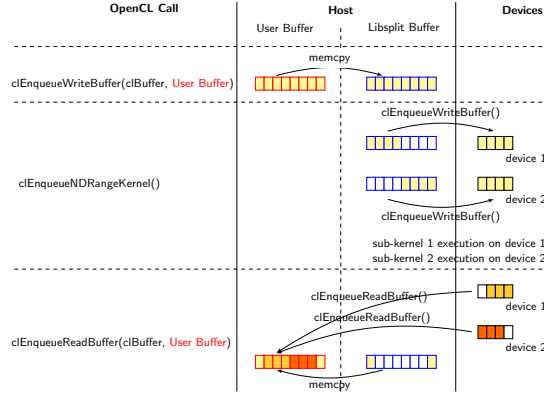 OpenCL Call
Host
Devices
User Buffer
Libsplit Buffer
memcpy
clEnqueueWriteBuffer(clBuffer, User Buffer)
clEnqueueWriteBuffer()
device 1
clEnqueueNDRangeKernel()
device 2
clEnqueueWriteBuffer()
sub-kernel 1 execution on device 1
sub-kernel 2 execution on device 2
clEnqueueReadBuffer()
device 1
clEnqueueReadBuffer()
clEnqueueReadBuffer(clBuffer, User Buffer)
device 2
memcpy